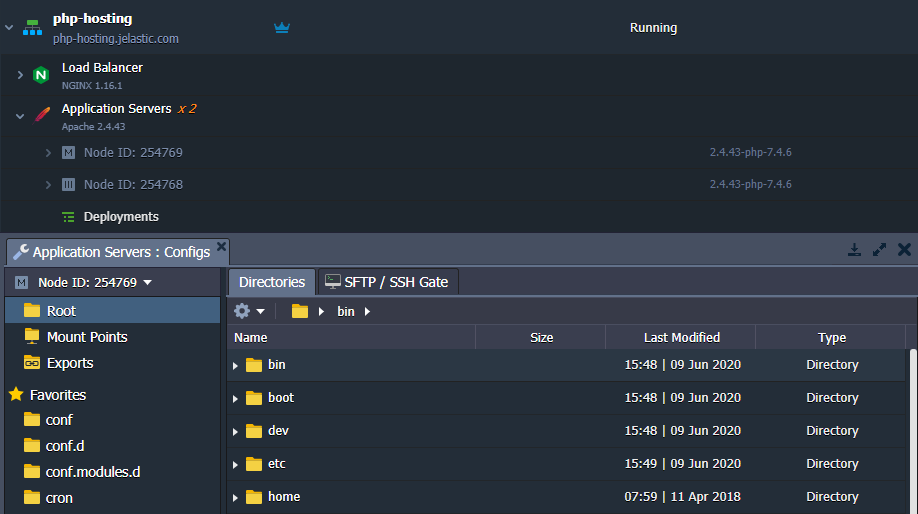 php-hosting
php-hosting.jelastic.com
Running
Load Balancer
NGINX 1.16.1
Application Servers x 2
Apache 2.4.43
M Node ID: 254769 2.4.43-php-7.4.6
Node ID: 254768 2.4.43-php-7.4.6
Deployments
Application Servers : Configs
M Node ID: 254769
Root
Mount Points
Exports
Favorites
conf
conf.d
conf.modules.d
cron
Directories SFTP / SSH Gate
bin
Name Size Last Modified Type
bin 15:48 | 09 Jun 2020 Directory
boot 15:48 | 09 Jun 2020 Directory
dev 15:48 | 09 Jun 2020 Directory
etc 15:49 | 09 Jun 2020 Directory
home 07:59 | 11 Apr 2018 Directory